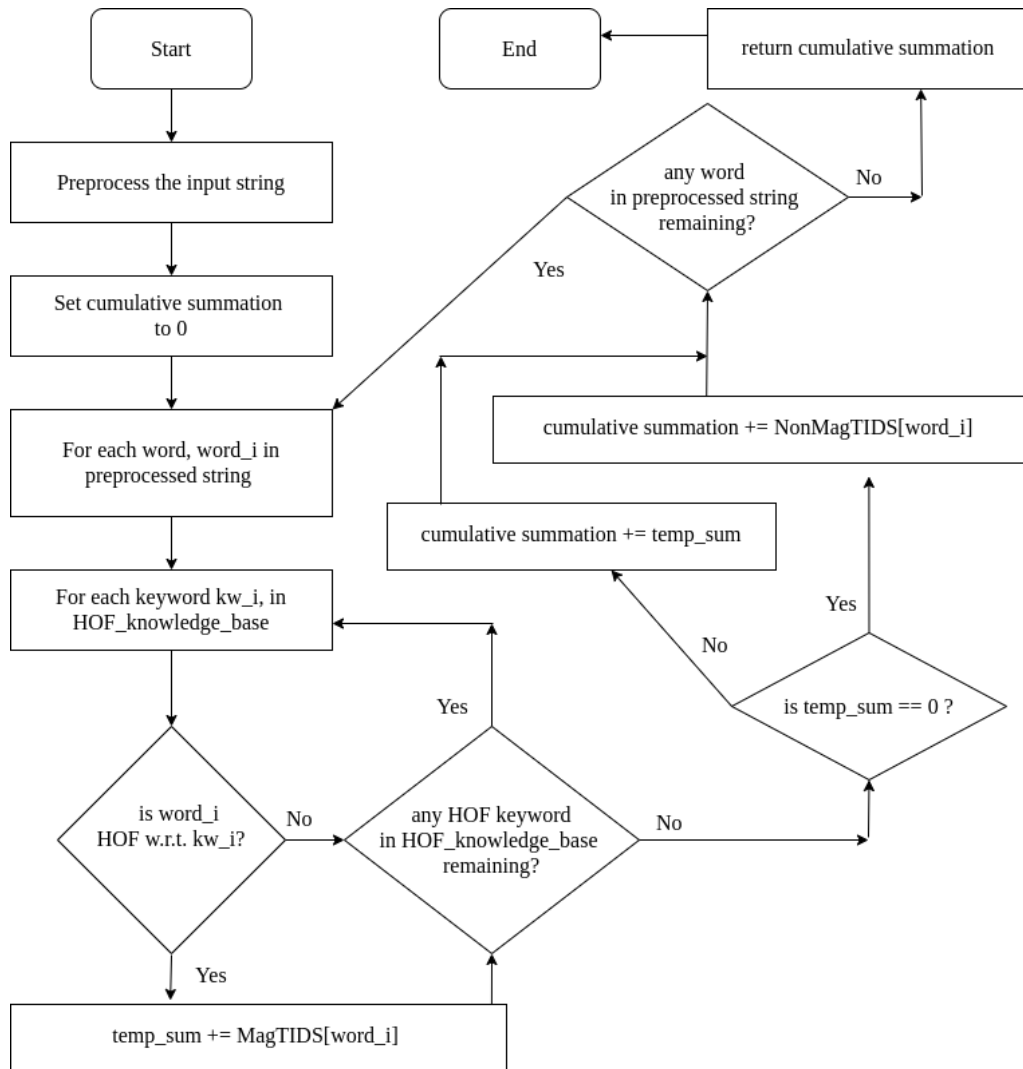 Start
Preprocess the input string
Set cumulative summation
to 0
For each word, word_i in
preprocessed string
For each keyword kw_i, in
HOF_knowledge_base
is word_i
HOF w.r.t. kw_i?
No
Yes
temp_sum += MagTIDS[word_i]
any HOF keyword
in HOF_knowledge_base
remaining?
Yes
No
is temp_sum == 0 ?
No
Yes
cumulative summation += temp_sum
cumulative summation += NonMagTIDS[word_i]
any word
in preprocessed string
remaining?
Yes
No
return cumulative summation
End